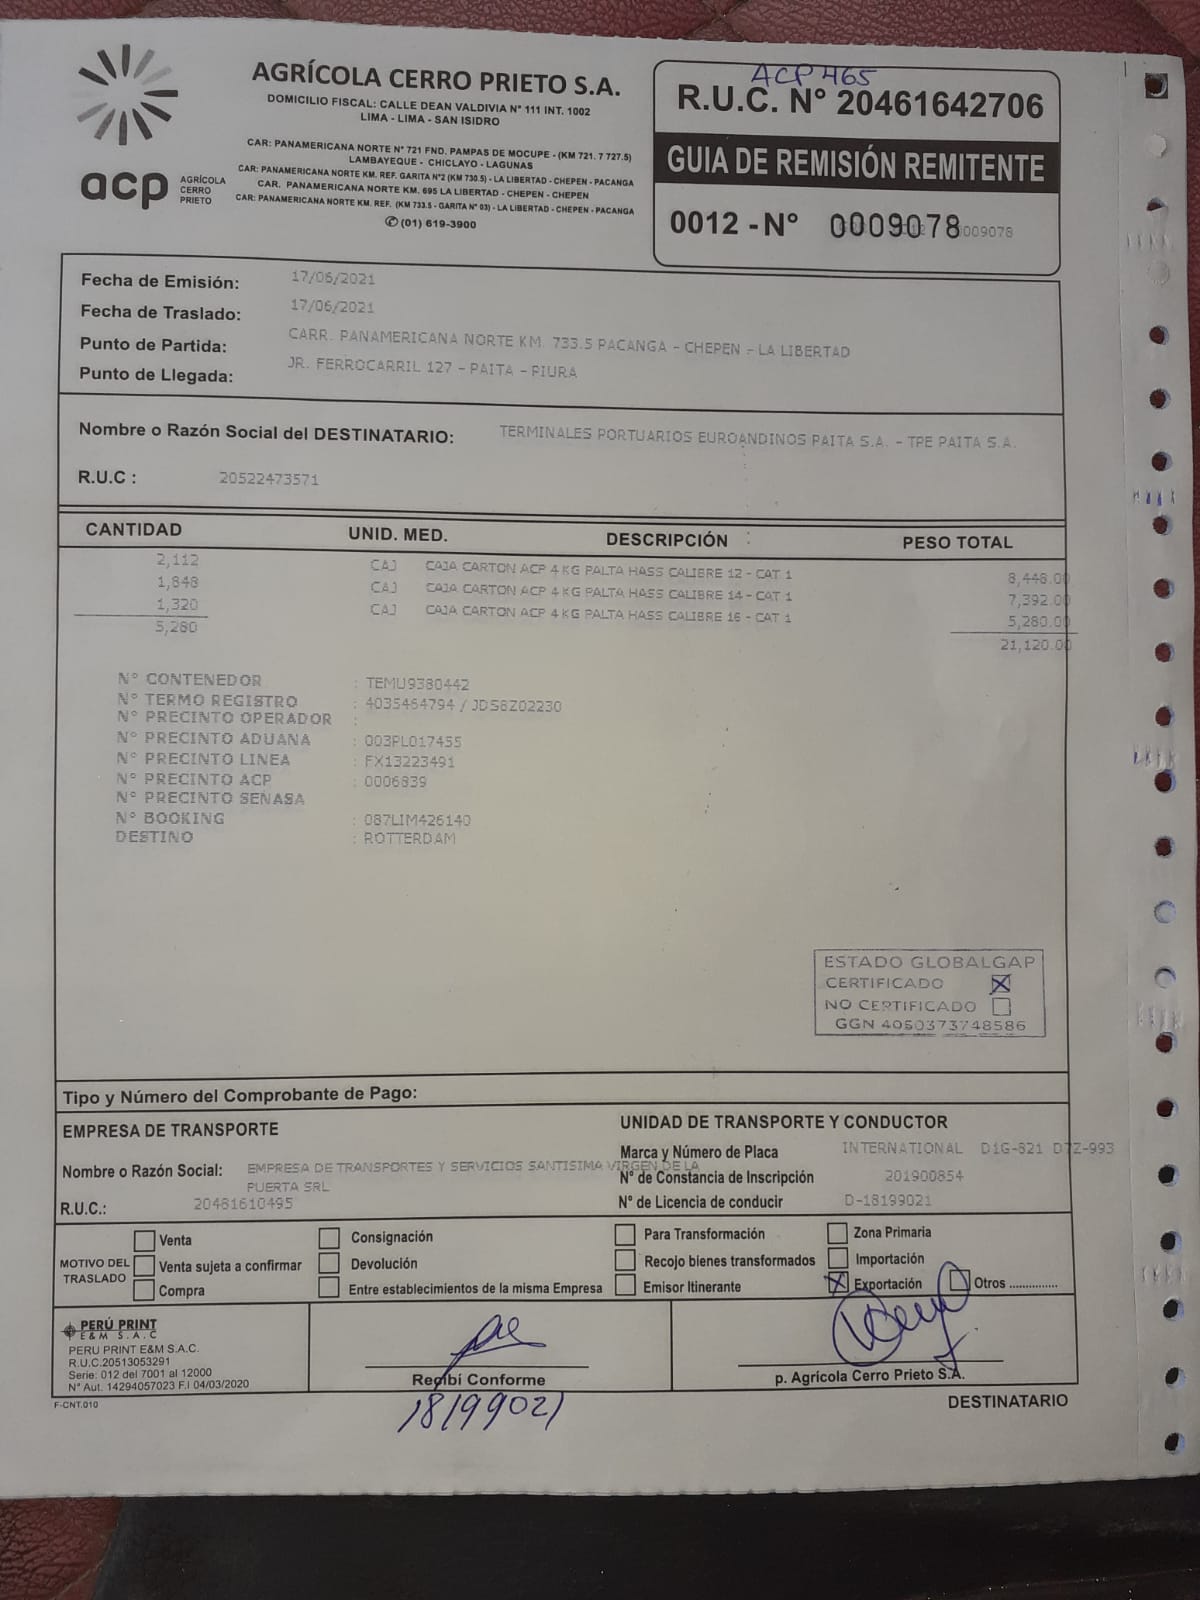 ACP 465
AGRÍCOLA CERRO PRIETO S.A.
DOMICILIO FISCAL: CALLE DEAN VALDIVIA N° 111 INT. 1002
LIMA - LIMA - SAN ISIDRO
CAR: PANAMERICANA NORTE N° 721 FND. PAMPAS DE MOCUPE - (KM 721. 7 727.5)
LAMBAYEQUE - CHICLAYO - LAGUNAS
CAR: PANAMERICANA NORTE KM. REF. GARITA N°2 (KM 730.5) - LA LIBERTAD - CHEPEN - PACANGA
CAR. PANAMERICANA NORTE KM. 695 LA LIBERTAD - CHEPEN - CHEPEN
CAR: PANAMERICANA NORTE KM. REF. (KM 733.5 - GARITA N° 03) - LA LIBERTAD - CHEPEN - PACANGA
✆ (01) 619-3900
acp AGRÍCOLA
CERRO
PRIETO
R.U.C. N° 20461642706
GUIA DE REMISIÓN REMITENTE
0012 - N° 0009078 009078
Fecha de Emisión: 17/06/2021
Fecha de Traslado: 17/06/2021
Punto de Partida: CARR. PANAMERICANA NORTE KM. 733.5 PACANGA - CHEPEN - LA LIBERTAD
Punto de Llegada: JR. FERROCARRIL 127 - PAITA - PIURA
Nombre o Razón Social del DESTINATARIO: TERMINALES PORTUARIOS EUROANDINOS PAITA S.A. - TPE PAITA S.A.
R.U.C : 20522473571
CANTIDAD UNID. MED. DESCRIPCIÓN PESO TOTAL
2,112 CAJ CAJA CARTON ACP 4 KG PALTA HASS CALIBRE 12 - CAT 1 8,448.00
1,848 CAJ CAJA CARTON ACP 4 KG PALTA HASS CALIBRE 14 - CAT 1 7,392.00
1,320 CAJ CAJA CARTON ACP 4 KG PALTA HASS CALIBRE 16 - CAT 1 5,280.00
5,280 21,120.00
N° CONTENEDOR : TEMU9380442
N° TERMO REGISTRO : 4035464794 / JDS8Z02230
N° PRECINTO OPERADOR :
N° PRECINTO ADUANA : 003PL017455
N° PRECINTO LINEA : FX13223491
N° PRECINTO ACP : 0006839
N° PRECINTO SENASA
N° BOOKING : 087LIM426140
DESTINO : ROTTERDAM
ESTADO GLOBALGAP
CERTIFICADO X
NO CERTIFICADO
GGN 4050373748586
Tipo y Número del Comprobante de Pago:
EMPRESA DE TRANSPORTE
Nombre o Razón Social: EMPRESA DE TRANSPORTES Y SERVICIOS SANTISIMA VIRGEN DE LA
PUERTA SRL
R.U.C.: 20481610495
UNIDAD DE TRANSPORTE Y CONDUCTOR
Marca y Número de Placa INTERNATIONAL D1G-821 D7Z-993
N° de Constancia de Inscripción 201900854
N° de Licencia de conducir D-18199021
MOTIVO DEL
TRASLADO
Venta
Venta sujeta a confirmar
Compra
Consignación
Devolución
Entre establecimientos de la misma Empresa
Para Transformación
Recojo bienes transformados
Emisor Itinerante
Zona Primaria
Importación
X Exportación
Otros ..............
PERÚ PRINT
E&M S.A.C
PERU PRINT E&M S.A.C.
R.U.C.20513053291
Serie: 012 del 7001 al 12000
N° Aut. 14294057023 F.I 04/03/2020
Recibí Conforme
18199021
p. Agrícola Cerro Prieto S.A.
F-CNT.010
DESTINATARIO